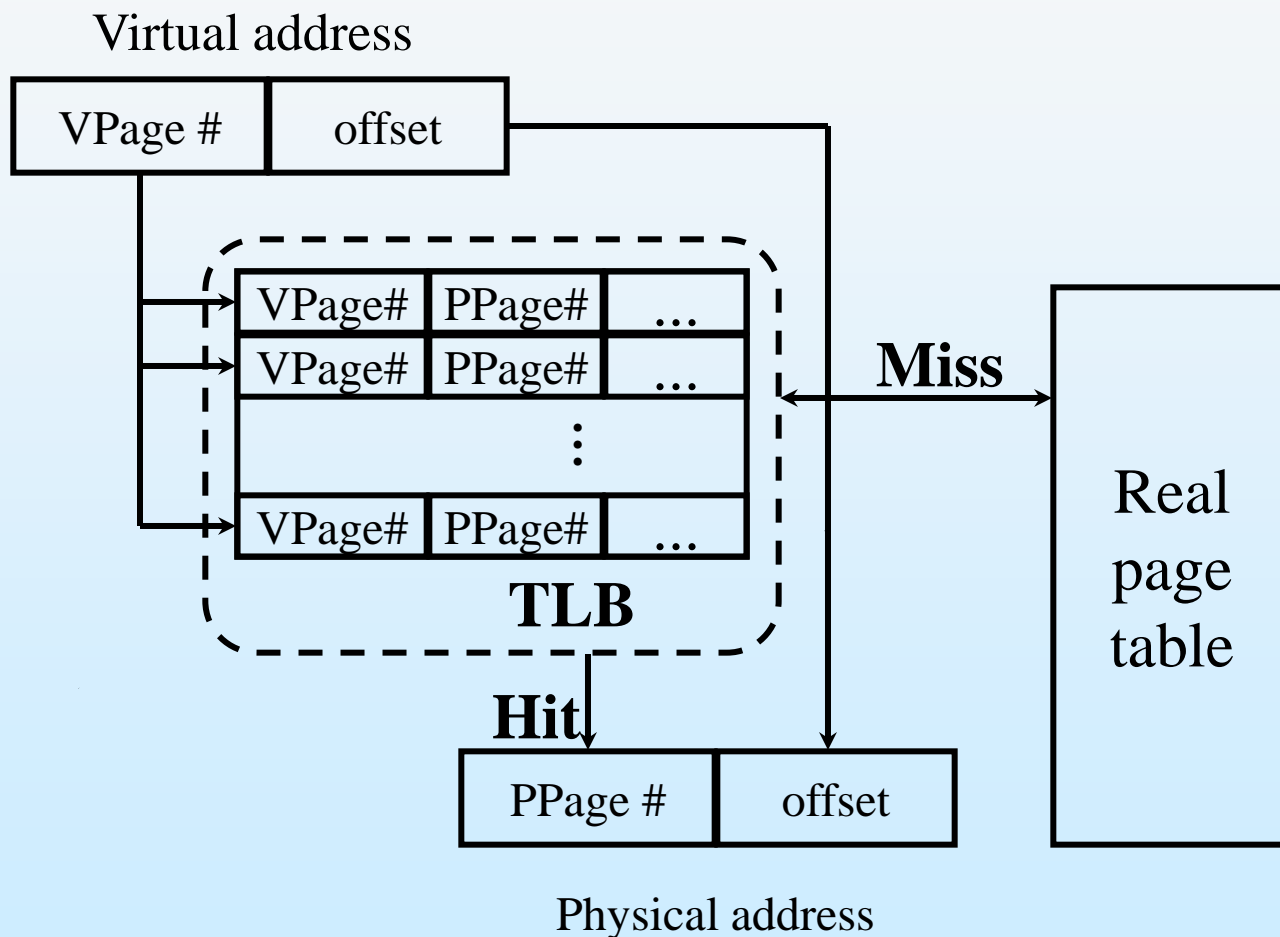 Virtual address
VPage # offset
VPage# PPage# ...
VPage# PPage# ...
Miss
⋮
VPage# PPage# ...
TLB
Real
page
table
Hit
PPage # offset
Physical address